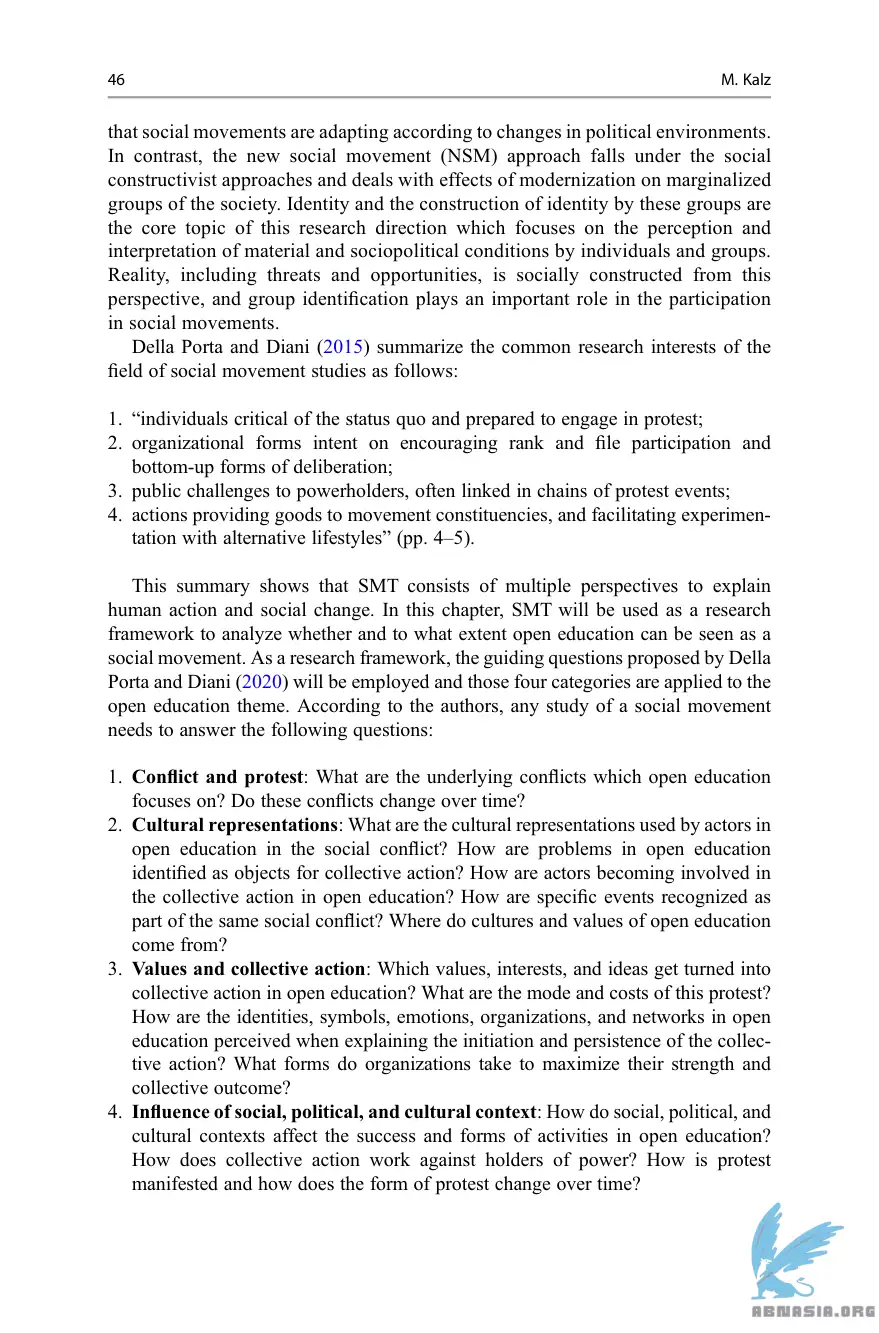 46
M. Kalz
that social movements are adapting according to changes in political environments.
In contrast, the new social movement (NSM) approach falls under the social
constructivist approaches and deals with effects of modernization on marginalized
groups of the society. Identity and the construction of identity by these groups are
the core topic of this research direction which focuses on the perception and
interpretation of material and sociopolitical conditions by individuals and groups.
Reality, including threats and opportunities, is socially constructed from this
perspective, and group identification plays an important role in the participation
in social movements.
Della Porta and Diani (2015) summarize the common research interests of the
field of social movement studies as follows:
1. “individuals critical of the status quo and prepared to engage in protest;
2. organizational forms intent on encouraging rank and file participation and
bottom-up forms of deliberation;
3. public challenges to powerholders, often linked in chains of protest events;
4. actions providing goods to movement constituencies, and facilitating experimen-
tation with alternative lifestyles” (pp. 4–5).
This summary shows that SMT consists of multiple perspectives to explain
human action and social change. In this chapter, SMT will be used as a research
framework to analyze whether and to what extent open education can be seen as a
social movement. As a research framework, the guiding questions proposed by Della
Porta and Diani (2020) will be employed and those four categories are applied to the
open education theme. According to the authors, any study of a social movement
needs to answer the following questions:
1. Conflict and protest: What are the underlying conflicts which open education
focuses on? Do these conflicts change over time?
2. Cultural representations: What are the cultural representations used by actors in
open education in the social conflict? How are problems in open education
identified as objects for collective action? How are actors becoming involved in
the collective action in open education? How are specific events recognized as
part of the same social conflict? Where do cultures and values of open education
come from?
3. Values and collective action: Which values, interests, and ideas get turned into
collective action in open education? What are the mode and costs of this protest?
How are the identities, symbols, emotions, organizations, and networks in open
education perceived when explaining the initiation and persistence of the collec-
tive action? What forms do organizations take to maximize their strength and
collective outcome?
4. Influence of social, political, and cultural context: How do social, political, and
cultural contexts affect the success and forms of activities in open education?
How does collective action work against holders of power? How is protest
manifested and how does the form of protest change over time?
ABNASIA.ORG